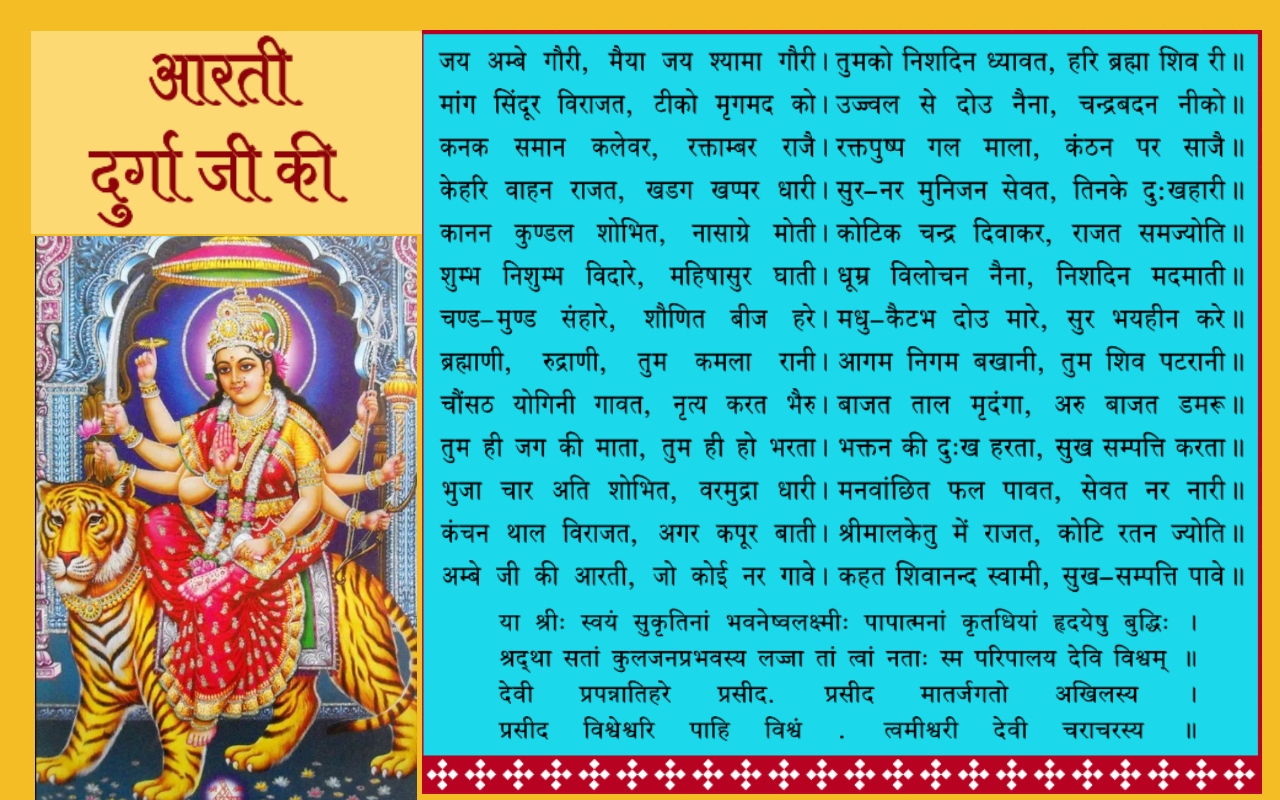 आरती
दुर्गा जी की
जय अम्बे गौरी, मैया जय श्यामा गौरी। तुमको निशदिन ध्यावत, हरि ब्रह्मा शिव री॥
मांग सिंदूर विराजत, टीको मृगमद को। उज्ज्वल से दोउ नैना, चन्द्रबदन नीको॥
कनक समान कलेवर, रक्ताम्बर राजै। रक्तपुष्प गल माला, कंठन पर साजै॥
केहरि वाहन राजत, खडग खप्पर धारी। सुर-नर मुनिजन सेवत, तिनके दुःखहारी॥
कानन कुण्डल शोभित, नासाग्रे मोती। कोटिक चन्द्र दिवाकर, राजत समज्योति॥
शुम्भ निशुम्भ विदारे, महिषासुर घाती। धूम्र विलोचन नैना, निशदिन मदमाती॥
चण्ड-मुण्ड संहारे, शौणित बीज हरे। मधु-कैटभ दोउ मारे, सुर भयहीन करे॥
ब्रह्माणी, रुद्राणी, तुम कमला रानी। आगम निगम बखानी, तुम शिव पटरानी॥
चौंसठ योगिनी गावत, नृत्य करत भैरु। बाजत ताल मृदंगा, अरु बाजत डमरू॥
तुम ही जग की माता, तुम ही हो भरता। भक्तन की दुःख हरता, सुख सम्पत्ति करता॥
भुजा चार अति शोभित, वरमुद्रा धारी। मनवांछित फल पावत, सेवत नर नारी॥
कंचन थाल विराजत, अगर कपूर बाती। श्रीमालकेतु में राजत, कोटि रतन ज्योति॥
अम्बे जी की आरती, जो कोई नर गावे। कहत शिवानन्द स्वामी, सुख-सम्पत्ति पावे॥
या श्रीः स्वयं सुकृतिनां भवनेष्वलक्ष्मीः पापात्मनां कृतधियां हृदयेषु बुद्धिः ।
श्रद्था सतां कुलजनप्रभवस्य लज्जा तां त्वां नताः स्म परिपालय देवि विश्वम् ॥
देवी प्रपन्नातिहरे प्रसीद. प्रसीद मातर्जगतो अखिलस्य ।
प्रसीद विश्वेश्वरि पाहि विश्वं . त्वमीश्वरी देवी चराचरस्य ॥